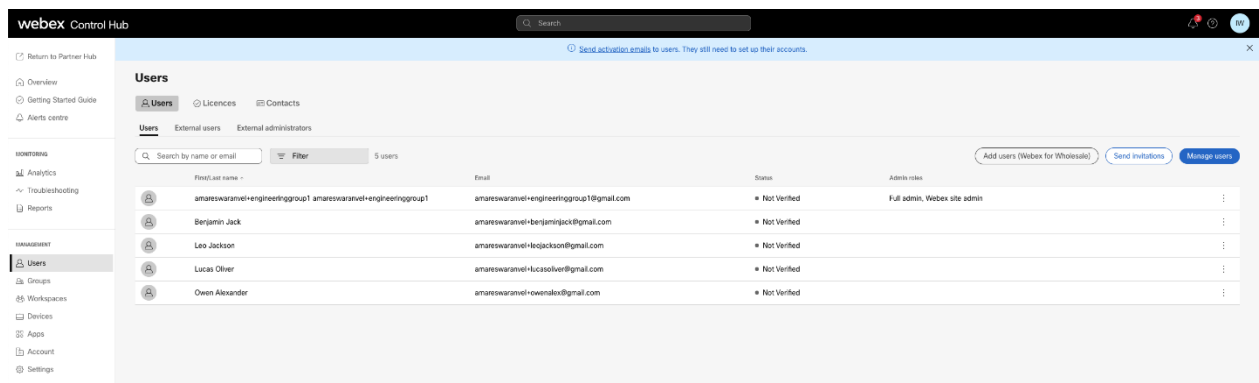 webex Control Hub
Search
3
IW
Return to Partner Hub
Send activation emails to users. They still need to set up their accounts.
Overview
Getting Started Guide
Alerts centre
MONITORING
Analytics
Troubleshooting
Reports
MANAGEMENT
Users
Groups
Workspaces
Devices
Apps
Account
Settings
Users
Users Licences Contacts
Users External users External administrators
Search by name or email Filter 5 users Add users (Webex for Wholesale) Send invitations Manage users
First/Last name Email Status Admin roles
amareswaranvel+engineeringgroup1 amareswaranvel+engineeringgroup1 amareswaranvel+engineeringgroup1@gmail.com Not Verified Full admin, Webex site admin
Benjamin Jack amareswaranvel+benjaminjack@gmail.com Not Verified
Leo Jackson amareswaranvel+leojackson@gmail.com Not Verified
Lucas Oliver amareswaranvel+lucasoliver@gmail.com Not Verified
Owen Alexander amareswaranvel+owenalex@gmail.com Not Verified